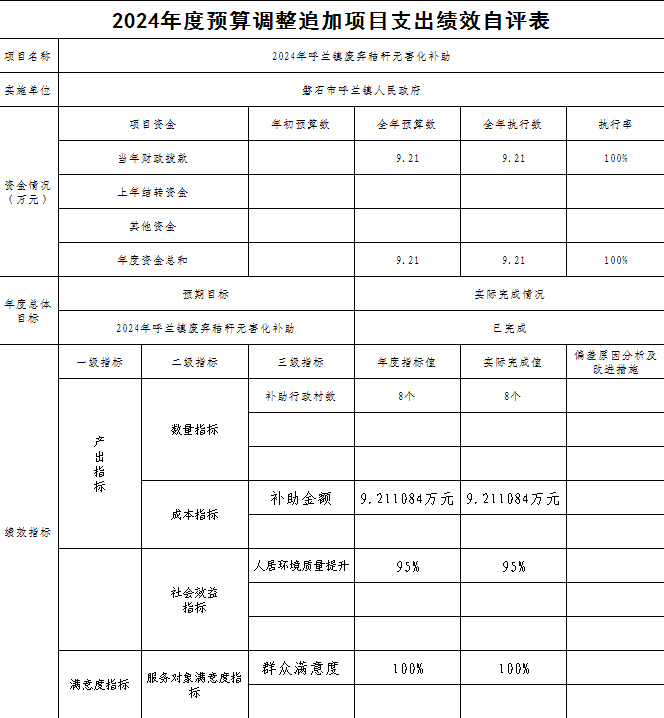 2024年度预算调整追加项目支出绩效自评表
项目名称 2024年呼兰镇废弃秸秆无害化补助
实施单位 磐石市呼兰镇人民政府
资金情况（万元） 项目资金 年初预算数 全年预算数 全年执行数 执行率
当年财政拨款 9.21 9.21 100%
上年结转资金
其他资金
年度资金总和 9.21 9.21 100%
年度总体目标 预期目标 实际完成情况
2024年呼兰镇废弃秸秆无害化补助 已完成
绩效指标 一级指标 二级指标 三级指标 年度指标值 实际完成值 偏差原因分析及改进措施
产出指标 数量指标 补助行政村数 8个 8个
成本指标 补助金额 9.211084万元 9.211084万元
社会效益指标 人居环境质量提升 95% 95%
满意度指标 服务对象满意度指标 群众满意度 100% 100%